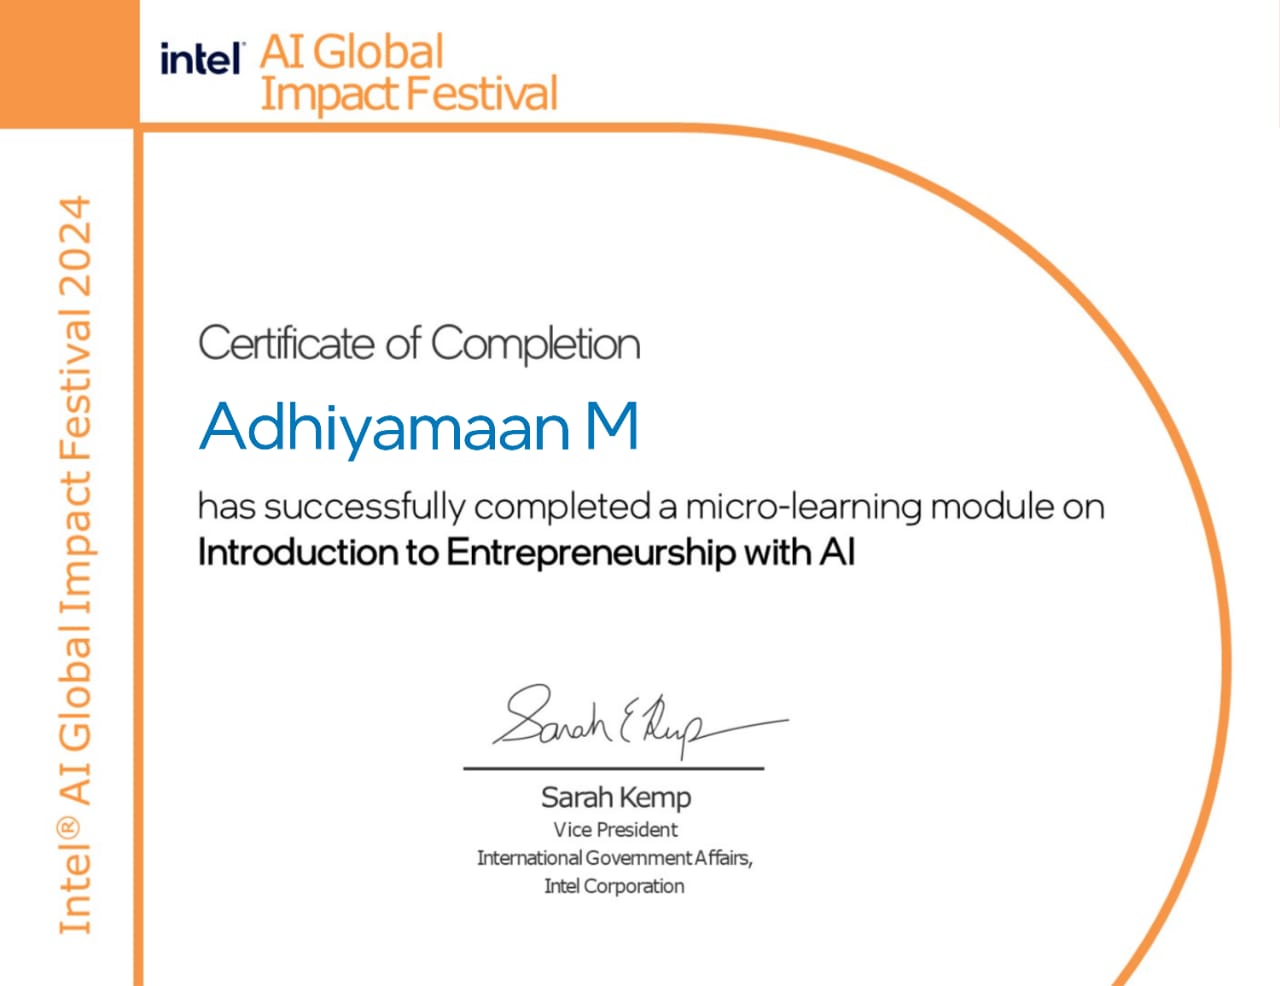 intel
AI Global
Impact Festival
Intel® AI Global Impact Festival 2024
Certificate of Completion
Adhiyamaan M
has successfully completed a micro-learning module on
Introduction to Entrepreneurship with AI
Sarah E Kemp
Sarah Kemp
Vice President
International Government Affairs,
Intel Corporation